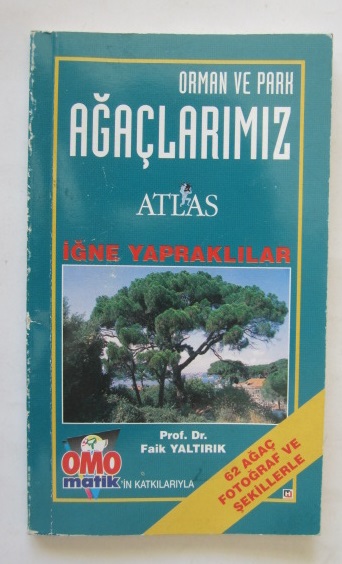 ORMAN VE PARK
AĞAÇLARIMIZ
ATLAS
İĞNE YAPRAKLILAR
Prof. Dr.
Faik YALTIRIK
OMO
matik'İN KATKILARIYLA
62 AĞAÇ
FOTOĞRAF VE
ŞEKİLLERLE
H